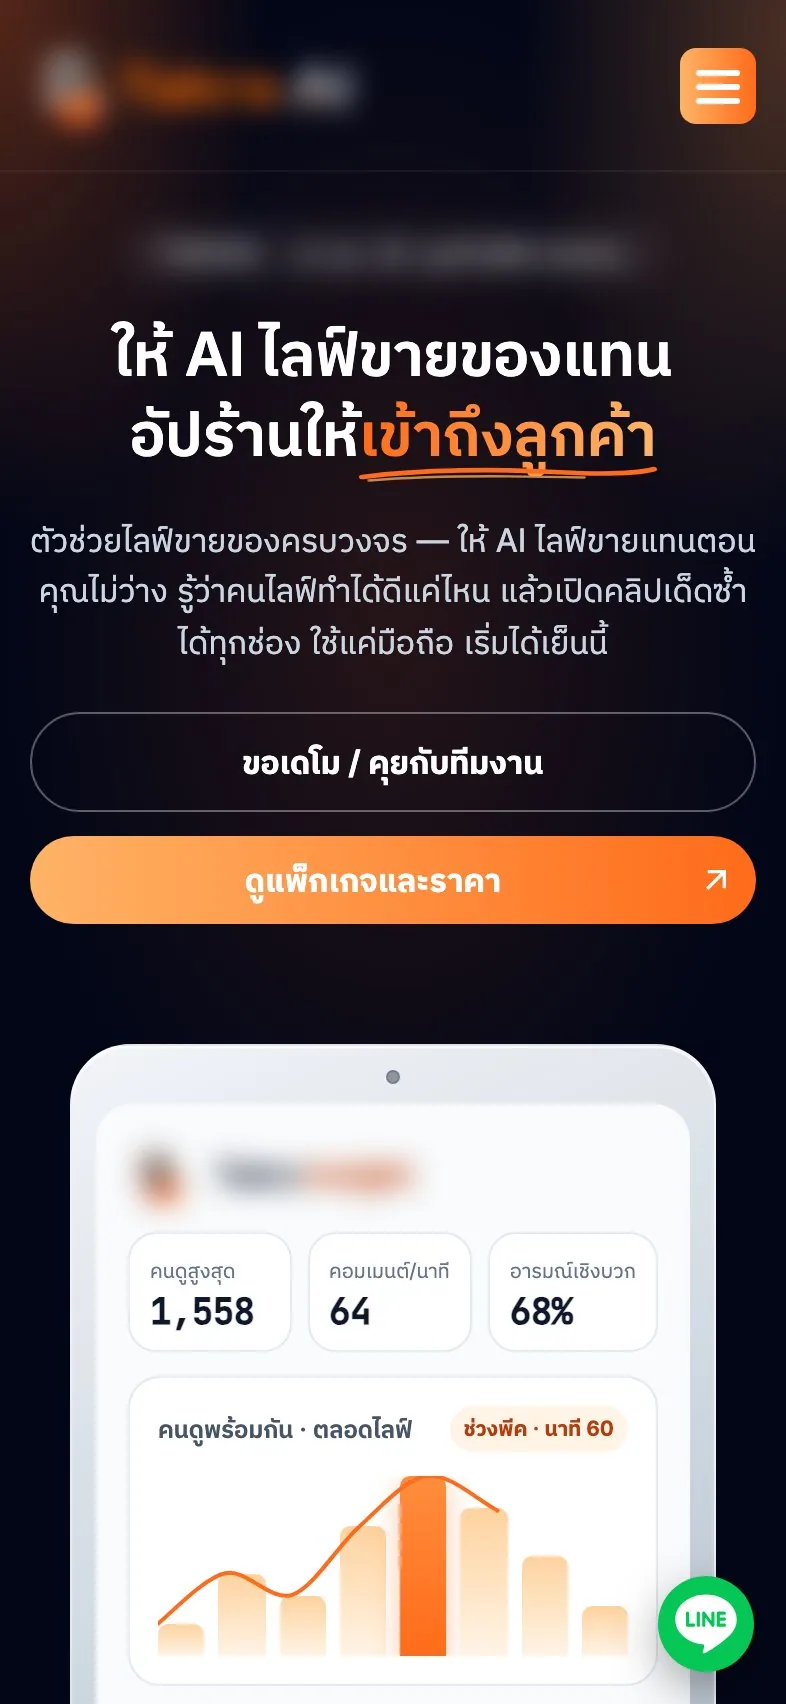 ให้ AI ไลฟ์ขายของแทน
อัปร้านให้เข้าถึงลูกค้า
ตัวช่วยไลฟ์ขายของครบวงจร — ให้ AI ไลฟ์ขายแทนตอน
คุณไม่ว่าง รู้ว่าคนไลฟ์ทำได้ดีแค่ไหน แล้วเปิดคลิปเด็ดซ้ำ
ได้ทุกช่อง ใช้แค่มือถือ เริ่มได้เย็นนี้
ขอเดโม / คุยกับทีมงาน
ดูแพ็กเกจและราคา
คนดูสูงสุด
1,558
คอมเมนต์/นาที
64
อารมณ์เชิงบวก
68%
คนดูพร้อมกัน · ตลอดไลฟ์
ช่วงพีค · นาที 60
LINE